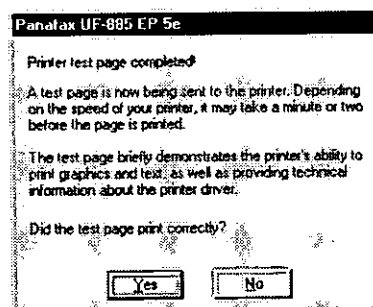 Panafax UF-885 EP 5e
Printer test page completed!
A test page is now being sent to the printer. Depending
on the speed of your printer, it may take a minute or two
before the page is printed.
The test page briefly demonstrates the printer's ability to
print graphics and text, as well as providing technical
information about the printer driver.
Did the test page print correctly?
Yes
No